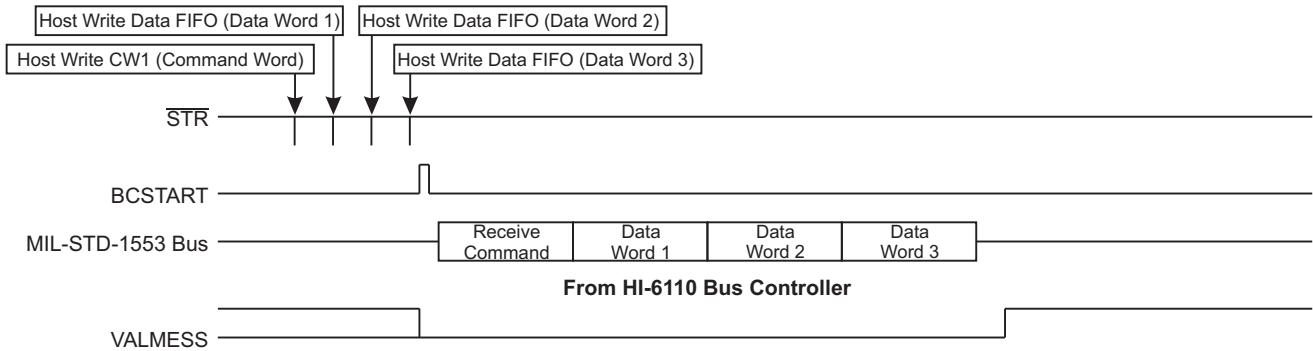 Host Write Data FIFO (Data Word 1)
Host Write Data FIFO (Data Word 2)
Host Write CW1 (Command Word)
Host Write Data FIFO (Data Word 3)
STR
BCSTART
MIL-STD-1553 Bus
Receive Command
Data Word 1
Data Word 2
Data Word 3
From HI-6110 Bus Controller
VALMESS